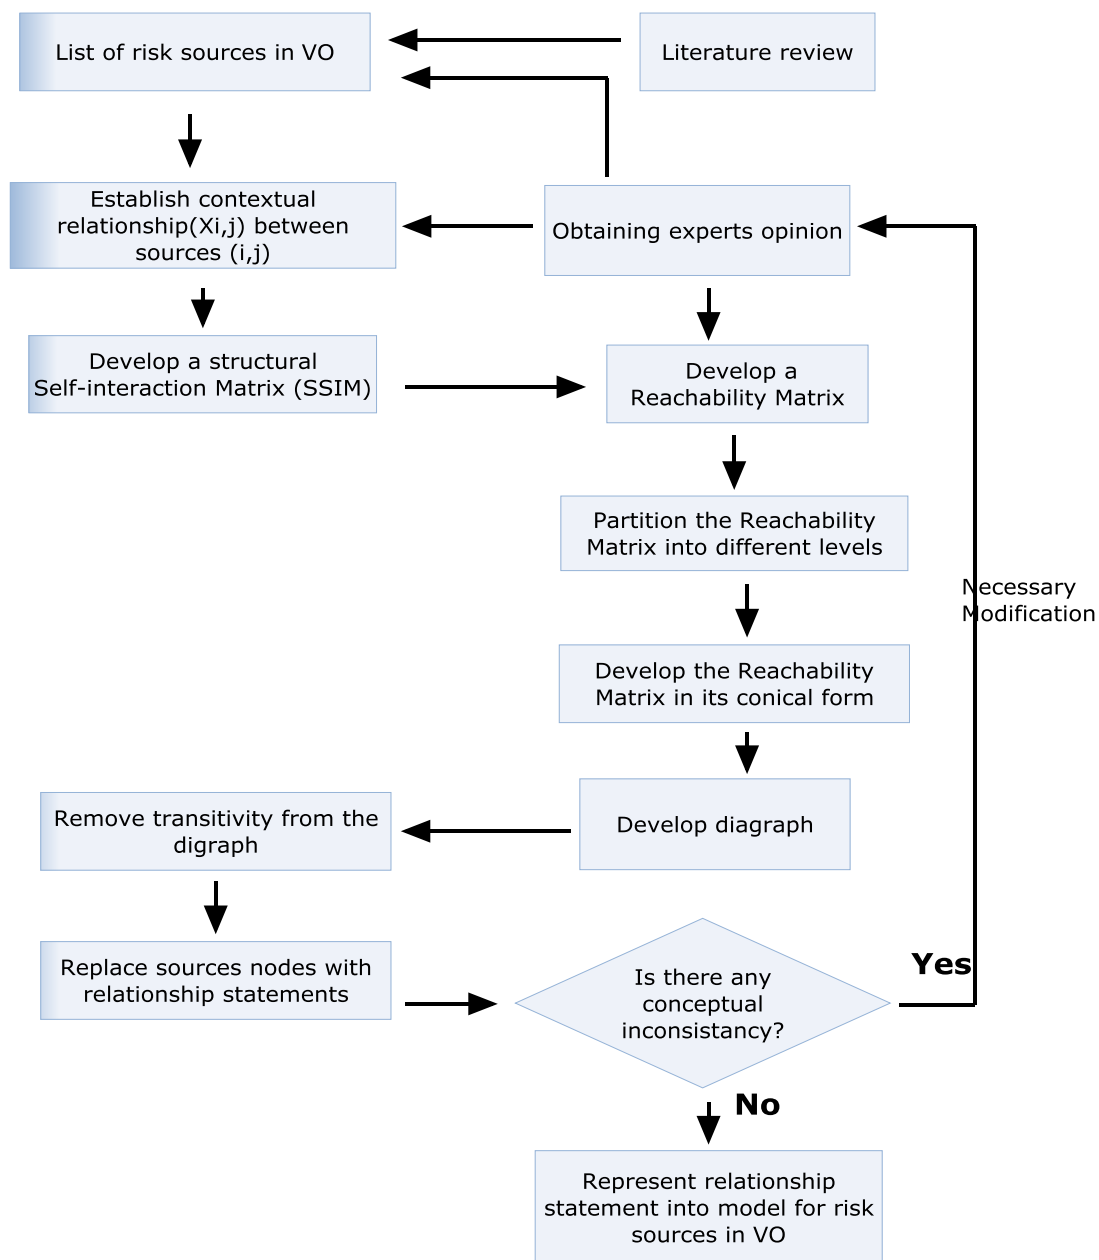 List of risk sources in VO
Literature review
Establish contextual
relationship(Xi,j) between
sources (i,j)
Obtaining experts opinion
Develop a structural
Self-interaction Matrix (SSIM)
Develop a
Reachability Matrix
Partition the Reachability
Matrix into different levels
Necessary
Modification
Develop the Reachability
Matrix in its conical form
Remove transitivity from the
digraph
Develop diagraph
Replace sources nodes with
relationship statements
Is there any
conceptual
inconsistancy?
Yes
No
Represent relationship
statement into model for risk
sources in VO